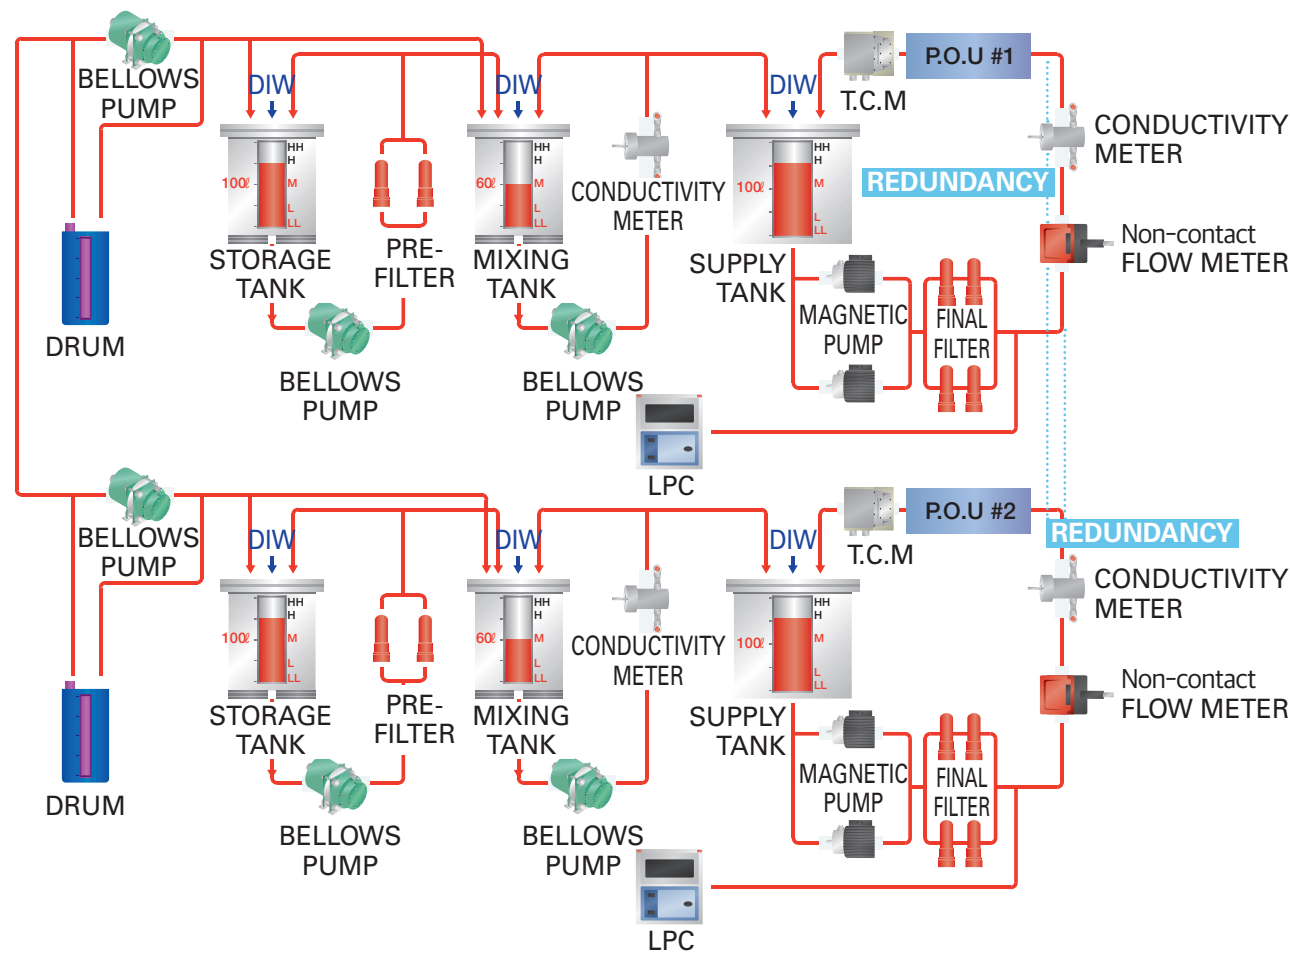 BELLOWS
PUMP
DIW
DIW
DIW
T.C.M
P.O.U #1
CONDUCTIVITY
METER
HH
H
M
L
LL
100ℓ
HH
H
M
L
LL
60ℓ
HH
H
M
L
LL
100ℓ
REDUNDANCY
CONDUCTIVITY
METER
Non-contact
FLOW METER
DRUM
STORAGE
TANK
PRE-
FILTER
MIXING
TANK
SUPPLY
TANK
MAGNETIC
PUMP
FINAL
FILTER
BELLOWS
PUMP
BELLOWS
PUMP
LPC
BELLOWS
PUMP
DIW
DIW
DIW
T.C.M
P.O.U #2
REDUNDANCY
CONDUCTIVITY
METER
HH
H
M
L
LL
100ℓ
HH
H
M
L
LL
60ℓ
HH
H
M
L
LL
100ℓ
CONDUCTIVITY
METER
Non-contact
FLOW METER
DRUM
STORAGE
TANK
PRE-
FILTER
MIXING
TANK
SUPPLY
TANK
MAGNETIC
PUMP
FINAL
FILTER
BELLOWS
PUMP
BELLOWS
PUMP
LPC